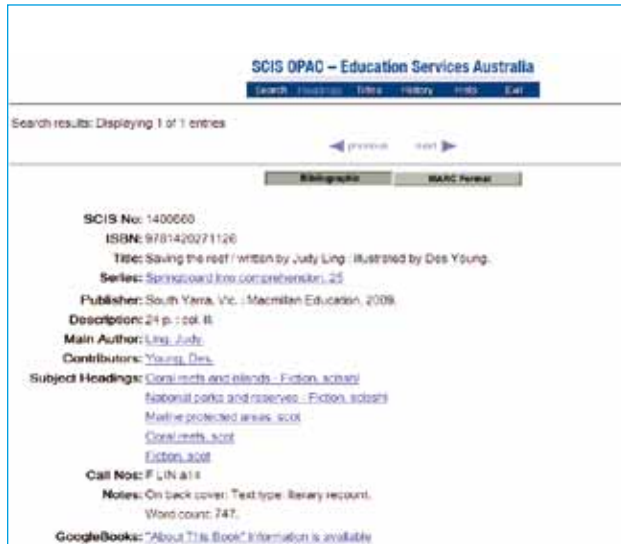 SCIS OPAC – Education Services Australia
Search Headings Titles History Help Exit
Search results: Displaying 1 of 1 entries
previous next
Bibliographic MARC Format
SCIS No: 1400660
ISBN: 9781420271126
Title: Saving the reef / written by Judy Ling ; illustrated by Des Young.
Series: Springboard into comprehension. 25
Publisher: South Yarra, Vic. : Macmillan Education, 2009.
Description: 24 p. : col. ill.
Main Author: Ling, Judy.
Contributors: Young, Des.
Subject Headings: Coral reefs and islands - Fiction. scisshl
National parks and reserves - Fiction. scisshl
Marine protected areas. scot
Coral reefs. scot
Fiction. scot
Call Nos: F LIN
Notes: On back cover: Text type: literary recount.
Word count: 747.
GoogleBooks: "About This Book" information is available